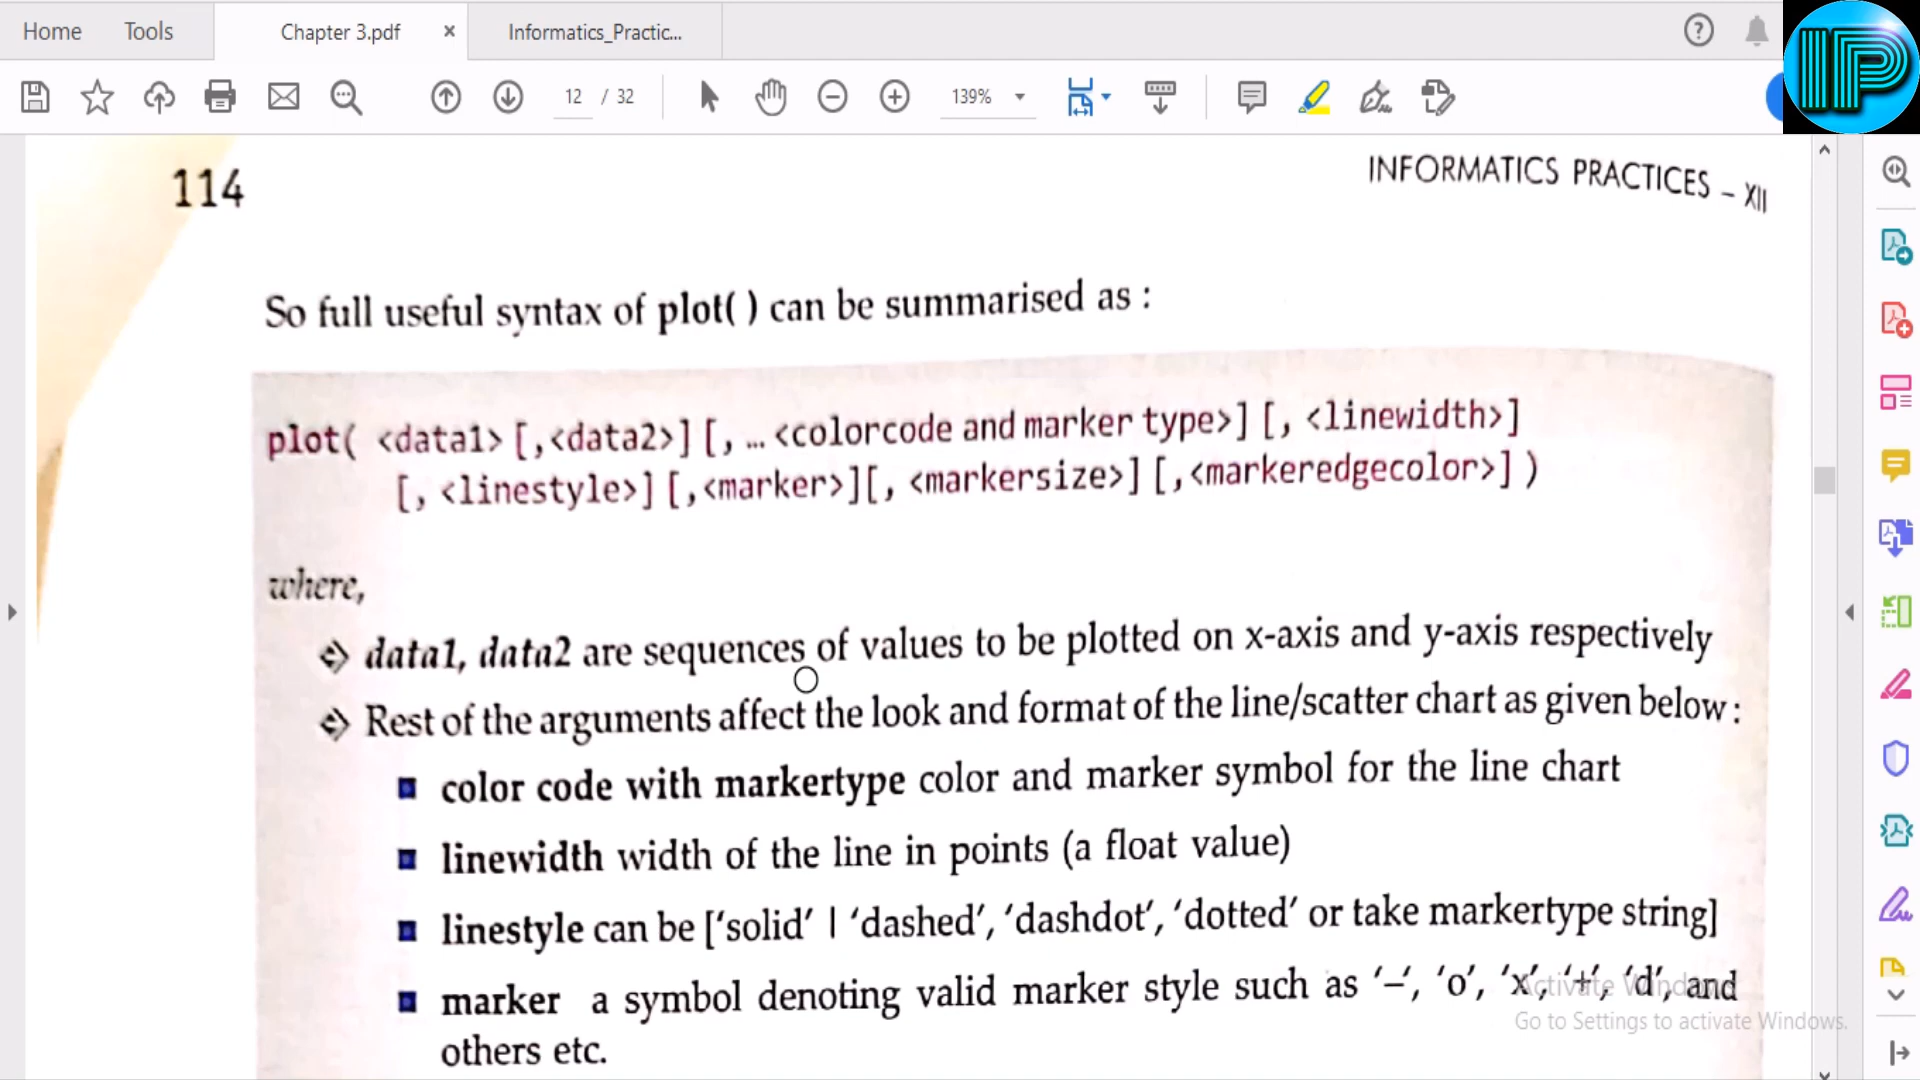 Home Tools Chapter 3.pdf × Informatics_Practic...
12 / 32 139%
IP
114 INFORMATICS PRACTICES – XII
So full useful syntax of plot( ) can be summarised as :
plot( <data1> [,<data2>] [, ... <colorcode and marker type>] [, <linewidth>]
[, <linestyle>] [,<marker>][, <markersize>] [,<markeredgecolor>] )
where,
data1, data2 are sequences of values to be plotted on x-axis and y-axis respectively
Rest of the arguments affect the look and format of the line/scatter chart as given below :
color code with markertype color and marker symbol for the line chart
linewidth width of the line in points (a float value)
linestyle can be ['solid' | 'dashed', 'dashdot', 'dotted' or take markertype string]
marker a symbol denoting valid marker style such as '–', 'o', 'x', '+', 'd', and
others etc.
Activate Windows
Go to Settings to activate Windows.